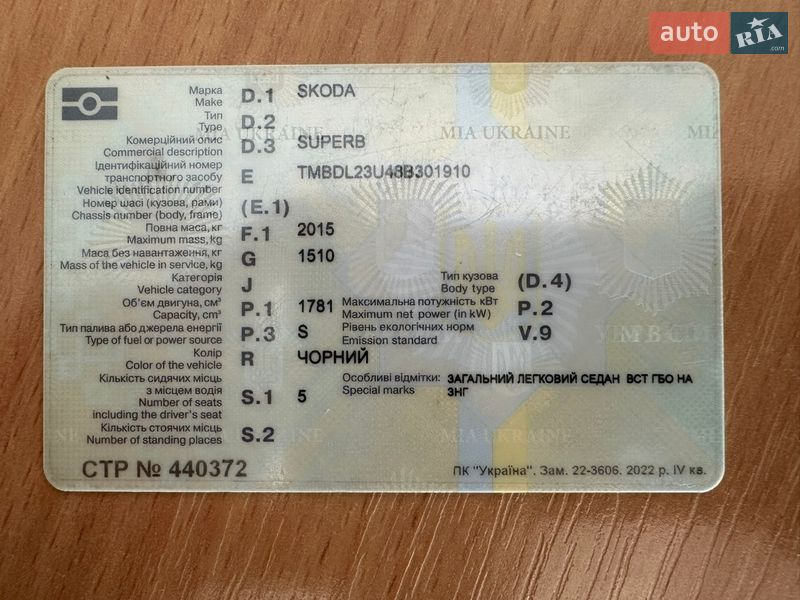 auto RIA .com
Марка
Make D.1 SKODA
Тип
Type D.2
MIA UKRAINE
Комерційний опис
Commercial description D.3 SUPERB
Ідентифікаційний номер
транспортного засобу
Vehicle identification number E TMBDL23U43B301910
Номер шасі (кузова, рами)
Chassis number (body, frame) (E.1)
Повна маса, кг
Maximum mass, kg F.1 2015
Маса без навантаження, кг
Mass of the vehicle in service, kg G 1510
Категорія
Vehicle category J
Тип кузова
Body type (D.4)
Об'єм двигуна, см³
Capacity, cm³ P.1 1781
Максимальна потужність кВт
Maximum net power (in kW) P.2
Тип палива або джерела енергії
Type of fuel or power source P.3 S
Рівень екологічних норм
Emission standard V.9
Колір
Color of the vehicle R ЧОРНИЙ
Кількість сидячих місць
з місцем водія
Number of seats
including the driver's seat S.1 5
Особливі відмітки:
Special marks
ЗАГАЛЬНИЙ ЛЕГКОВИЙ СЕДАН ВСТ ГБО НА
ЗНГ
Кількість стоячих місць
Number of standing places S.2
MIA UKRAINE
СТР № 440372
ПК "Україна". Зам. 22-3606. 2022 р. IV кв.